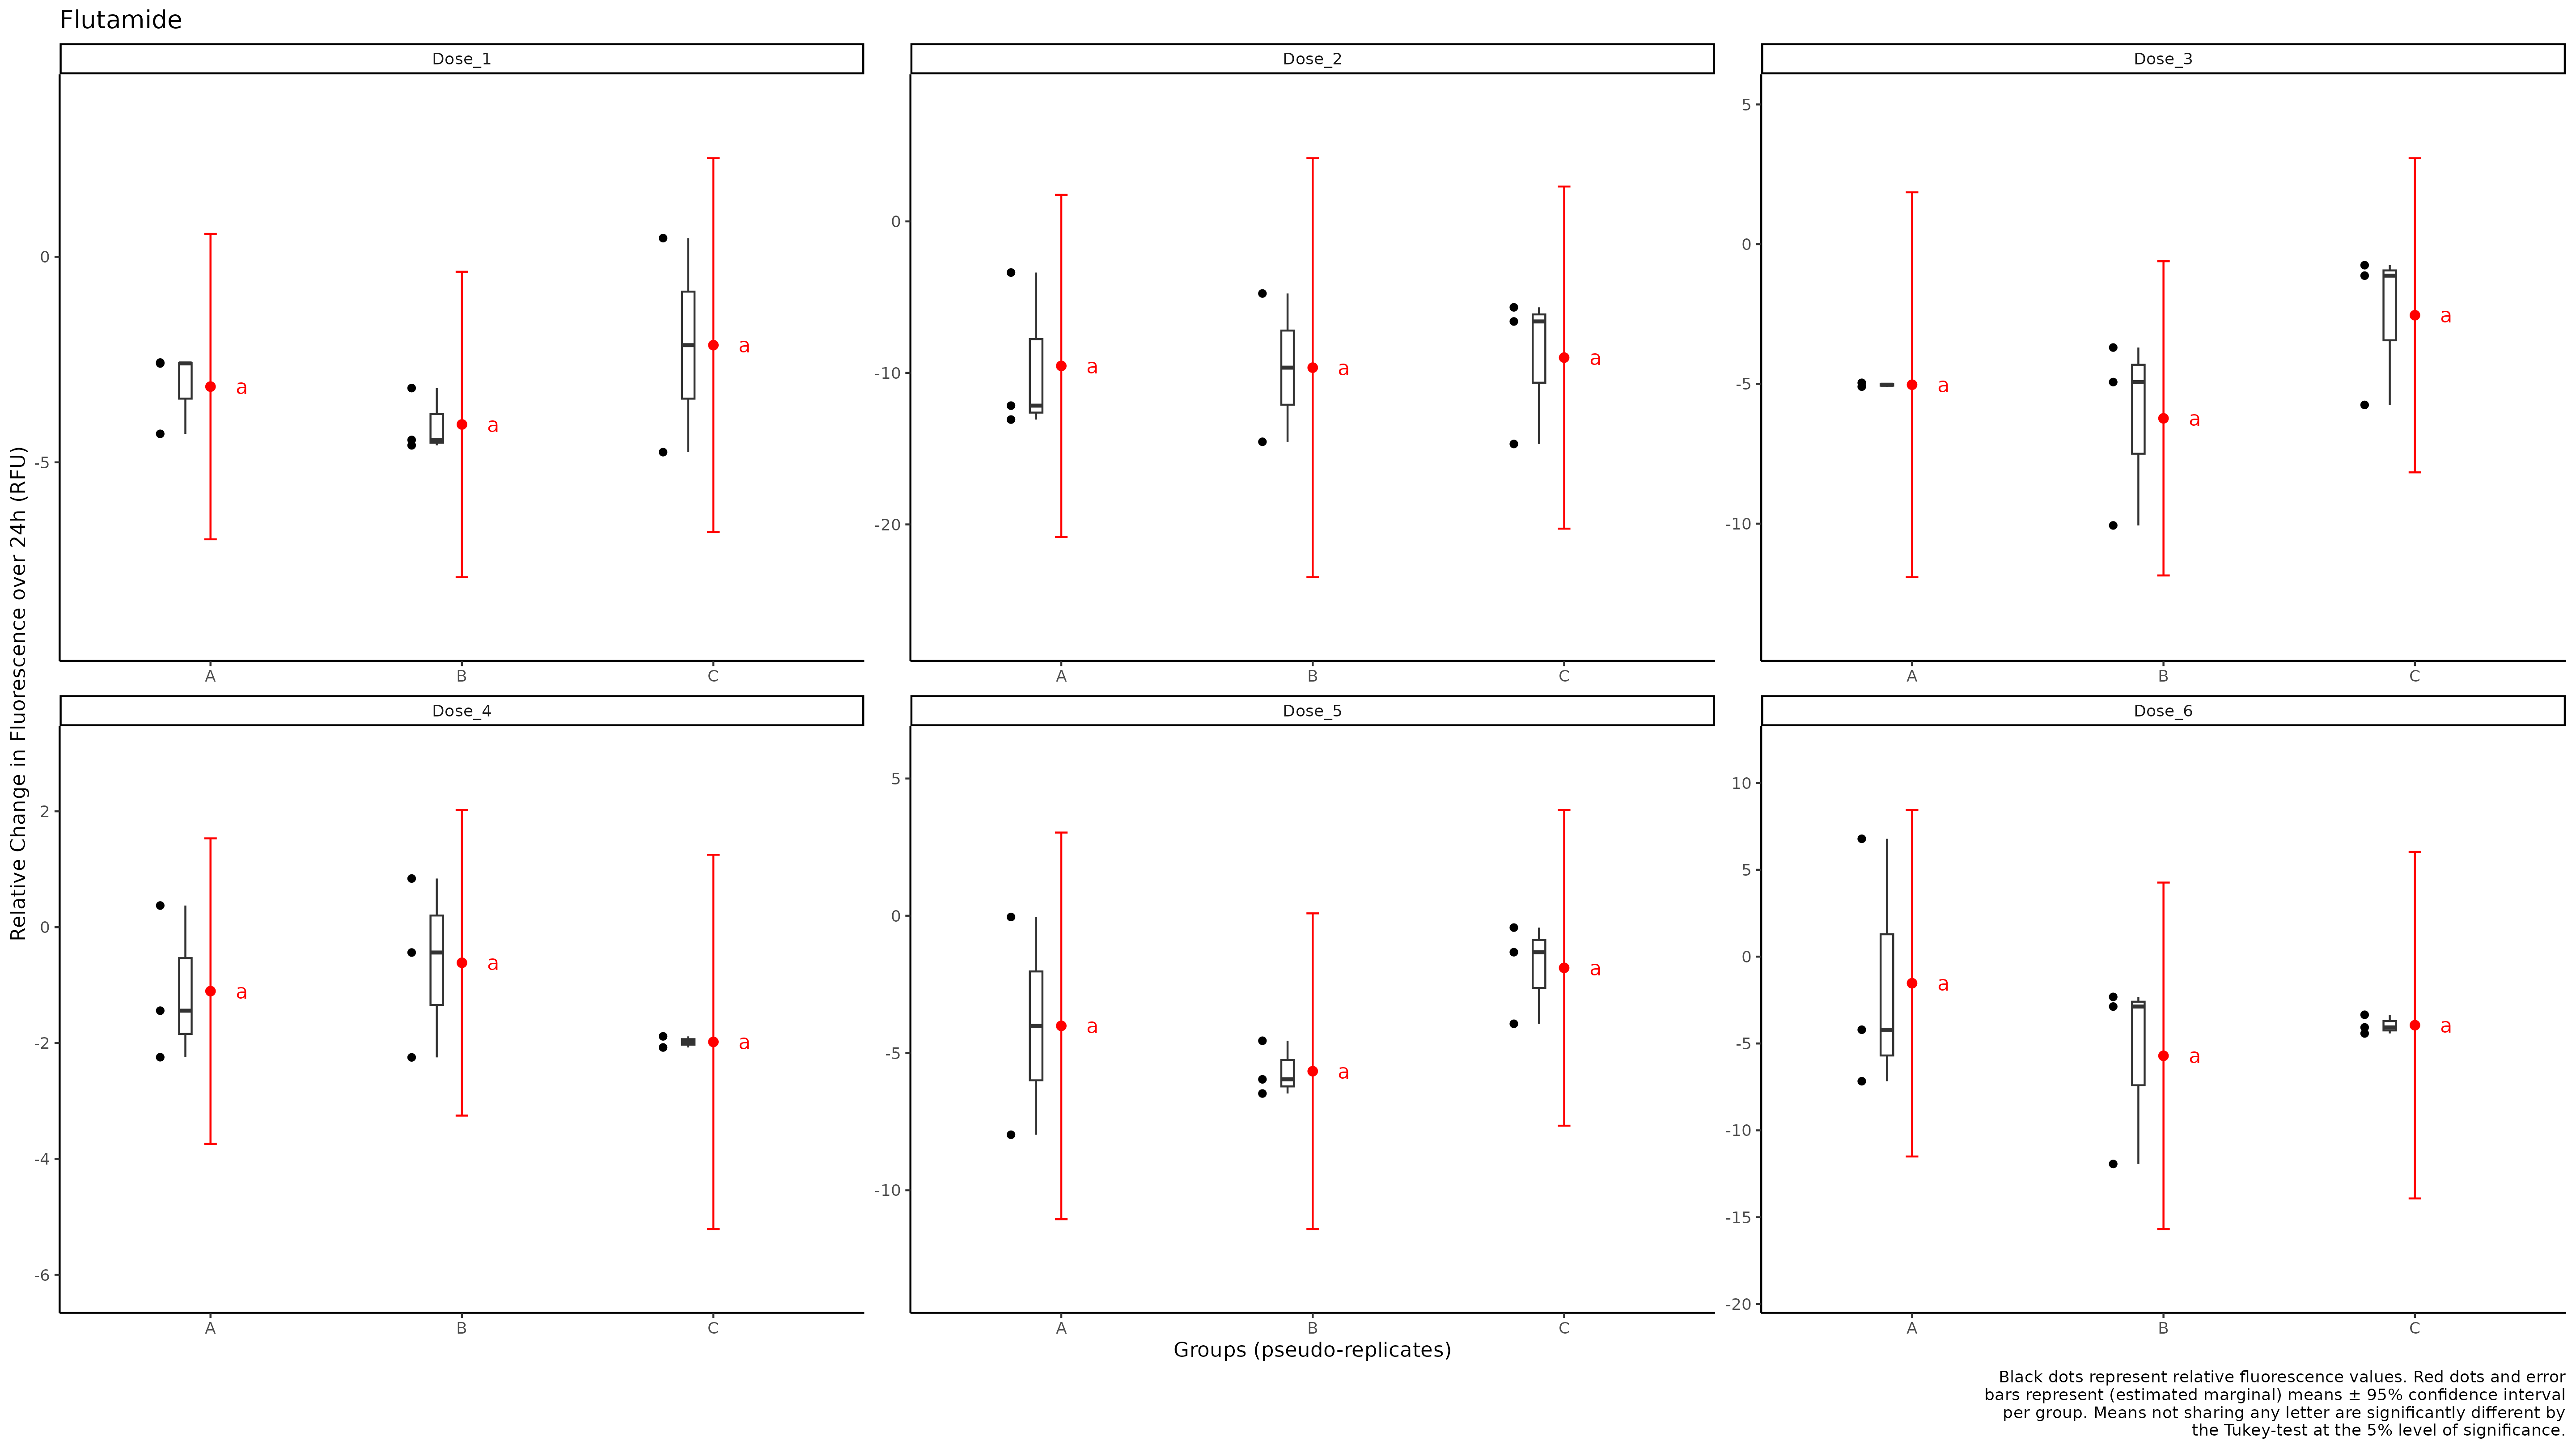 Flutamide
Dose_1
Dose_2
Dose_3
Relative Change in Fluorescence over 24h (RFU)
0
-5
a
a
a
A
B
C
0
-10
-20
a
a
a
A
B
C
5
0
-5
-10
a
a
a
A
B
C
Dose_4
Dose_5
Dose_6
2
0
-2
-4
-6
a
a
a
A
B
C
5
0
-5
-10
a
a
a
A
B
C
10
5
0
-5
-10
-15
-20
a
a
a
A
B
C
Groups (pseudo-replicates)
Black dots represent relative fluorescence values. Red dots and error
bars represent (estimated marginal) means ± 95% confidence interval
per group. Means not sharing any letter are significantly different by
the Tukey-test at the 5% level of significance.